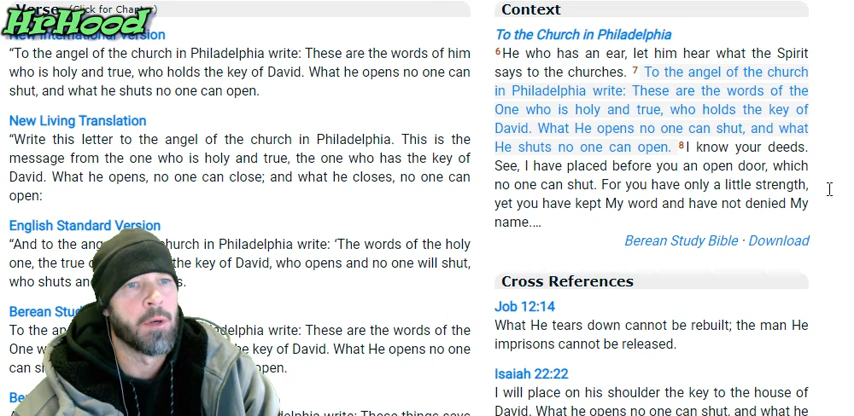 Verse (Click for Chapter)
HrHood
New International Version
“To the angel of the church in Philadelphia write: These are the words of him
who is holy and true, who holds the key of David. What he opens no one can
shut, and what he shuts no one can open.
New Living Translation
“Write this letter to the angel of the church in Philadelphia. This is the
message from the one who is holy and true, the one who has the key of
David. What he opens, no one can close; and what he closes, no one can
open:
English Standard Version
“And to the church in Philadelphia write: ‘The words of the holy
one, the true the key of David, who opens and no one will shut,
who shuts
Berean
To the write: These are the words of the
One key of David. What He opens no one
open.
things says
Context
To the Church in Philadelphia
6 He who has an ear, let him hear what the Spirit
says to the churches. 7 To the angel of the church
in Philadelphia write: These are the words of the
One who is holy and true, who holds the key of
David. What He opens no one can shut, and what
He shuts no one can open. 8 I know your deeds.
See, I have placed before you an open door, which
no one can shut. For you have only a little strength,
yet you have kept My word and have not denied My
name.…
Berean Study Bible · Download
Cross References
Job 12:14
What He tears down cannot be rebuilt; the man He
imprisons cannot be released.
Isaiah 22:22
I will place on his shoulder the key to the house of
David. What he opens no one can shut, and what he